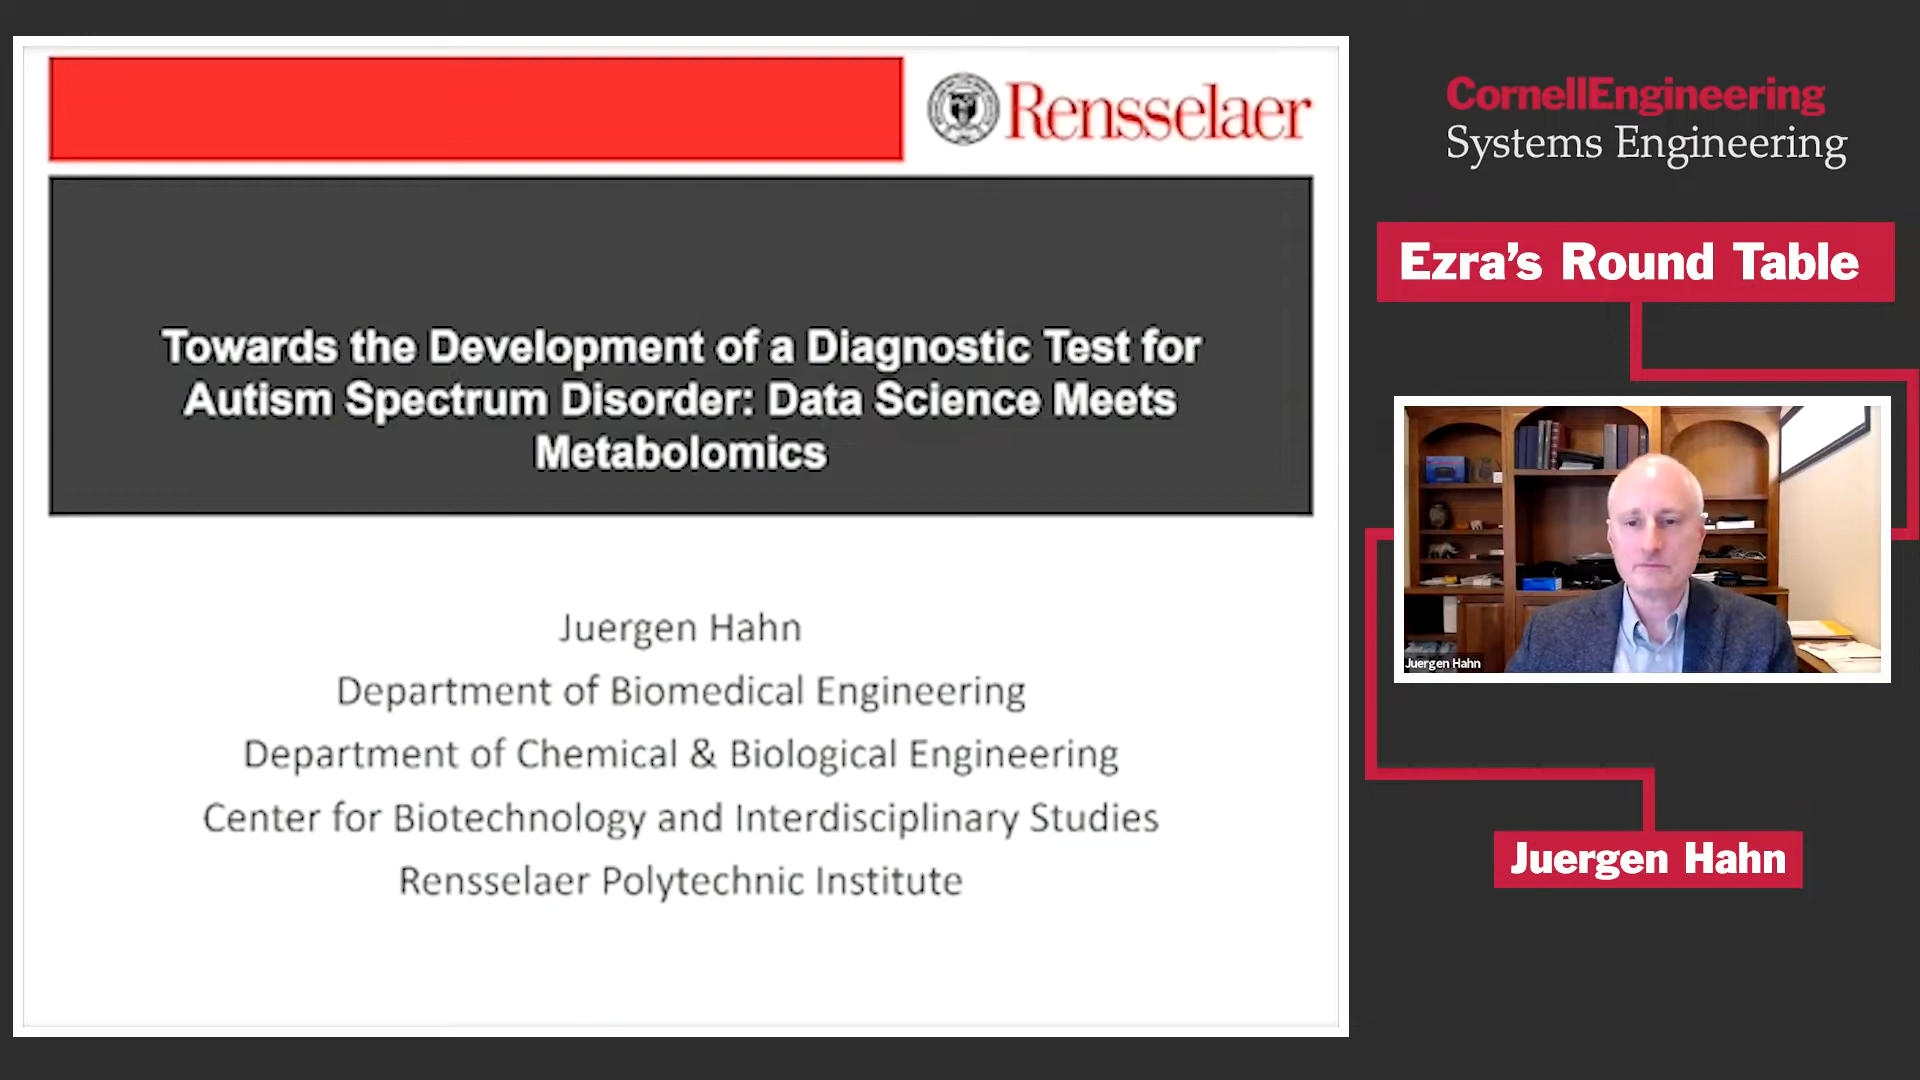 Rensselaer
Towards the Development of a Diagnostic Test for
Autism Spectrum Disorder: Data Science Meets
Metabolomics
Juergen Hahn
Department of Biomedical Engineering
Department of Chemical & Biological Engineering
Center for Biotechnology and Interdisciplinary Studies
Rensselaer Polytechnic Institute
CornellEngineering
Systems Engineering
Ezra's Round Table
Juergen Hahn
Juergen Hahn